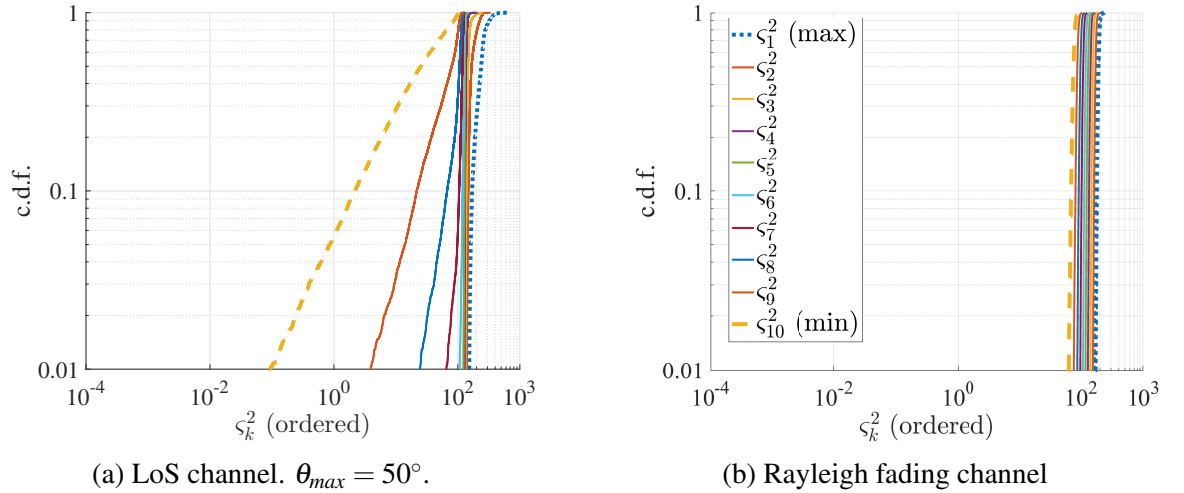 1
0.1
0.01
c.d.f.
10^-4
10^-2
10^0
10^2
10^3
ς_k^2 (ordered)
(a) LoS channel. θ_max = 50°.
1
0.1
0.01
c.d.f.
ς_1^2 (max)
ς_2^2
ς_3^2
ς_4^2
ς_5^2
ς_6^2
ς_7^2
ς_8^2
ς_9^2
ς_10^2 (min)
10^-4
10^-2
10^0
10^2
10^3
ς_k^2 (ordered)
(b) Rayleigh fading channel